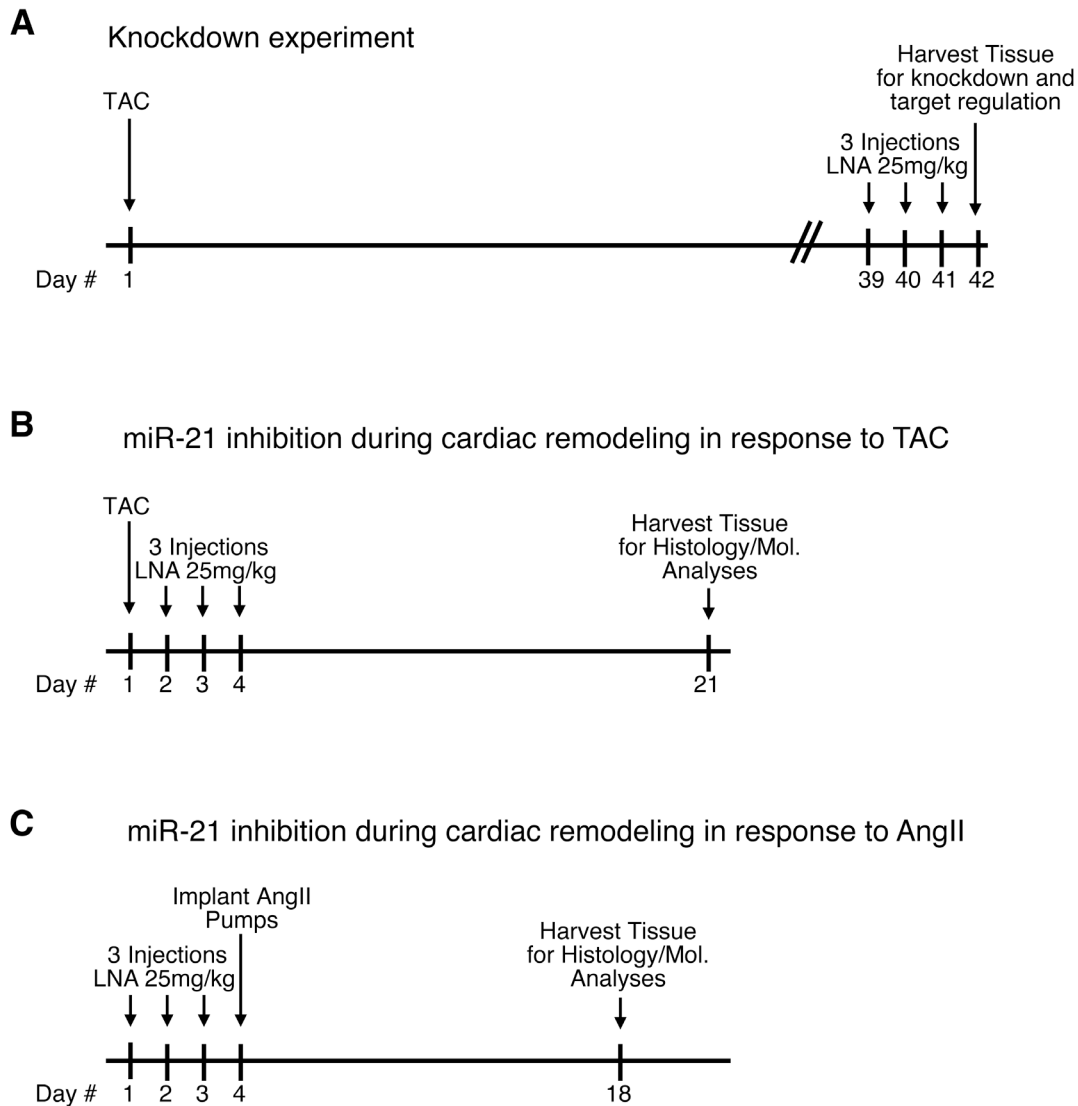 A
Knockdown experiment
TAC
Harvest Tissue
for knockdown and
target regulation
3 Injections
LNA 25mg/kg
Day # 1 39 40 41 42
B
miR-21 inhibition during cardiac remodeling in response to TAC
TAC
3 Injections
LNA 25mg/kg
Harvest Tissue
for Histology/Mol.
Analyses
Day # 1 2 3 4 21
C
miR-21 inhibition during cardiac remodeling in response to AngII
Implant AngII
Pumps
3 Injections
LNA 25mg/kg
Harvest Tissue
for Histology/Mol.
Analyses
Day # 1 2 3 4 18